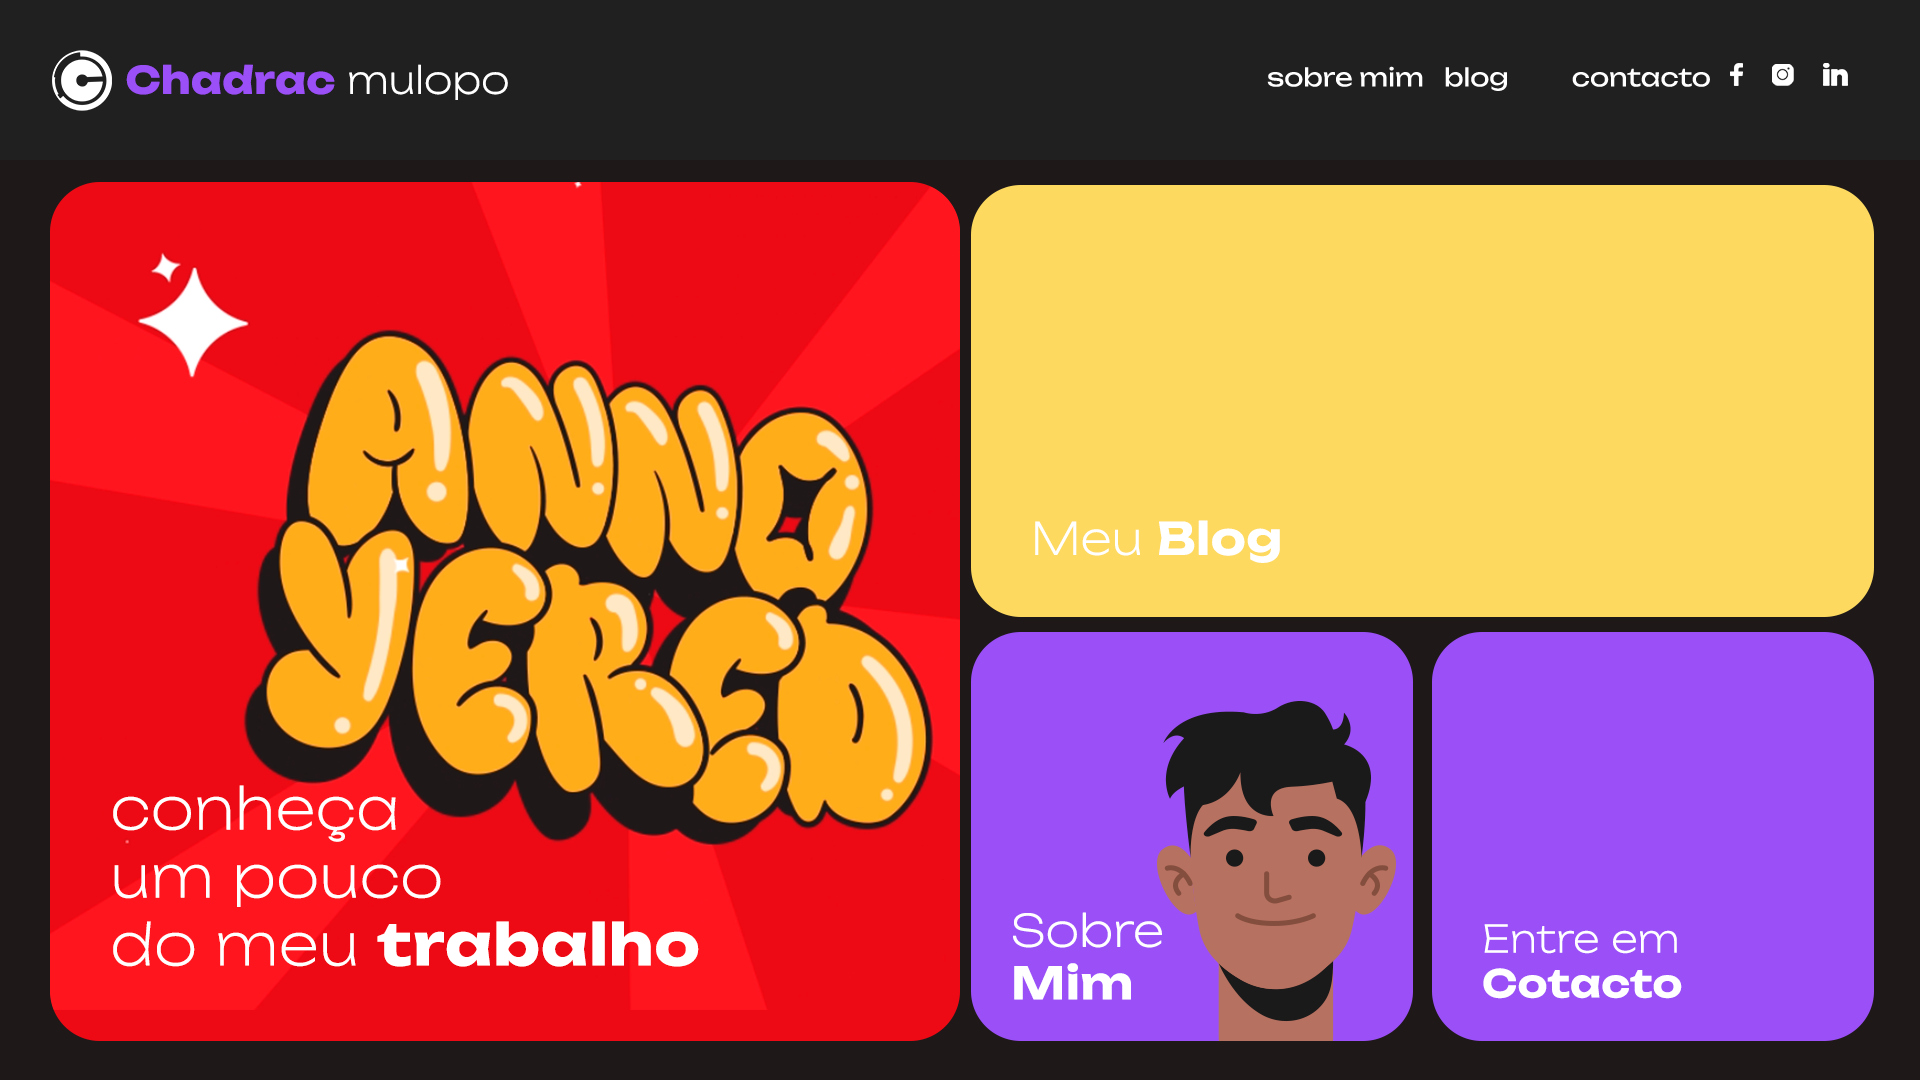 Chadrac mulopo
sobre mim blog contacto
ANNO
YERED
conheça
um pouco
do meu trabalho
Meu Blog
Sobre
Mim
Entre em
Cotacto